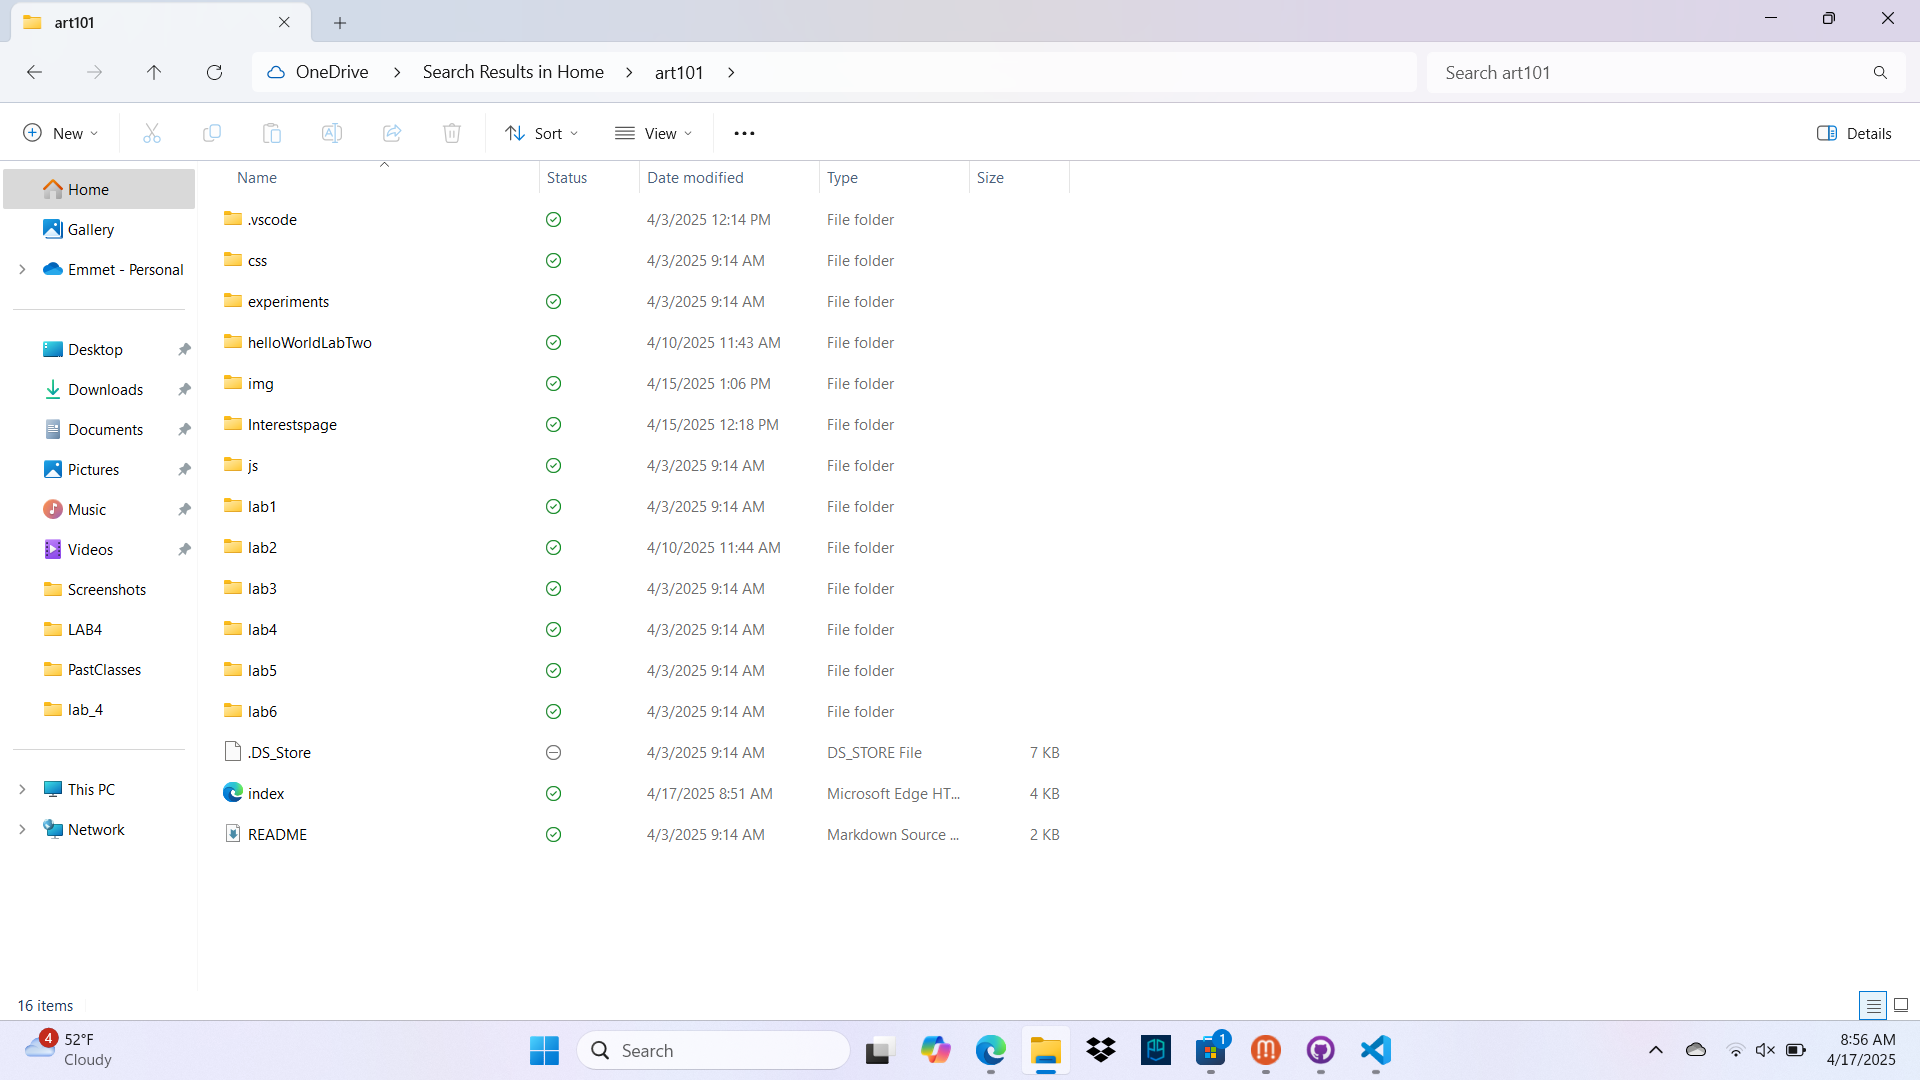 art101
OneDrive > Search Results in Home > art101 >
Search art101
New
Sort
View
Details
Name Status Date modified Type Size
Home
Gallery
Emmet - Personal
Desktop
Downloads
Documents
Pictures
Music
Videos
Screenshots
LAB4
PastClasses
lab_4
This PC
Network
.vscode 4/3/2025 12:14 PM File folder
css 4/3/2025 9:14 AM File folder
experiments 4/3/2025 9:14 AM File folder
helloWorldLabTwo 4/10/2025 11:43 AM File folder
img 4/15/2025 1:06 PM File folder
Interestspage 4/15/2025 12:18 PM File folder
js 4/3/2025 9:14 AM File folder
lab1 4/3/2025 9:14 AM File folder
lab2 4/10/2025 11:44 AM File folder
lab3 4/3/2025 9:14 AM File folder
lab4 4/3/2025 9:14 AM File folder
lab5 4/3/2025 9:14 AM File folder
lab6 4/3/2025 9:14 AM File folder
.DS_Store 4/3/2025 9:14 AM DS_STORE File 7 KB
index 4/17/2025 8:51 AM Microsoft Edge HT... 4 KB
README 4/3/2025 9:14 AM Markdown Source ... 2 KB
16 items
4
52°F
Cloudy
Search
1
8:56 AM
4/17/2025